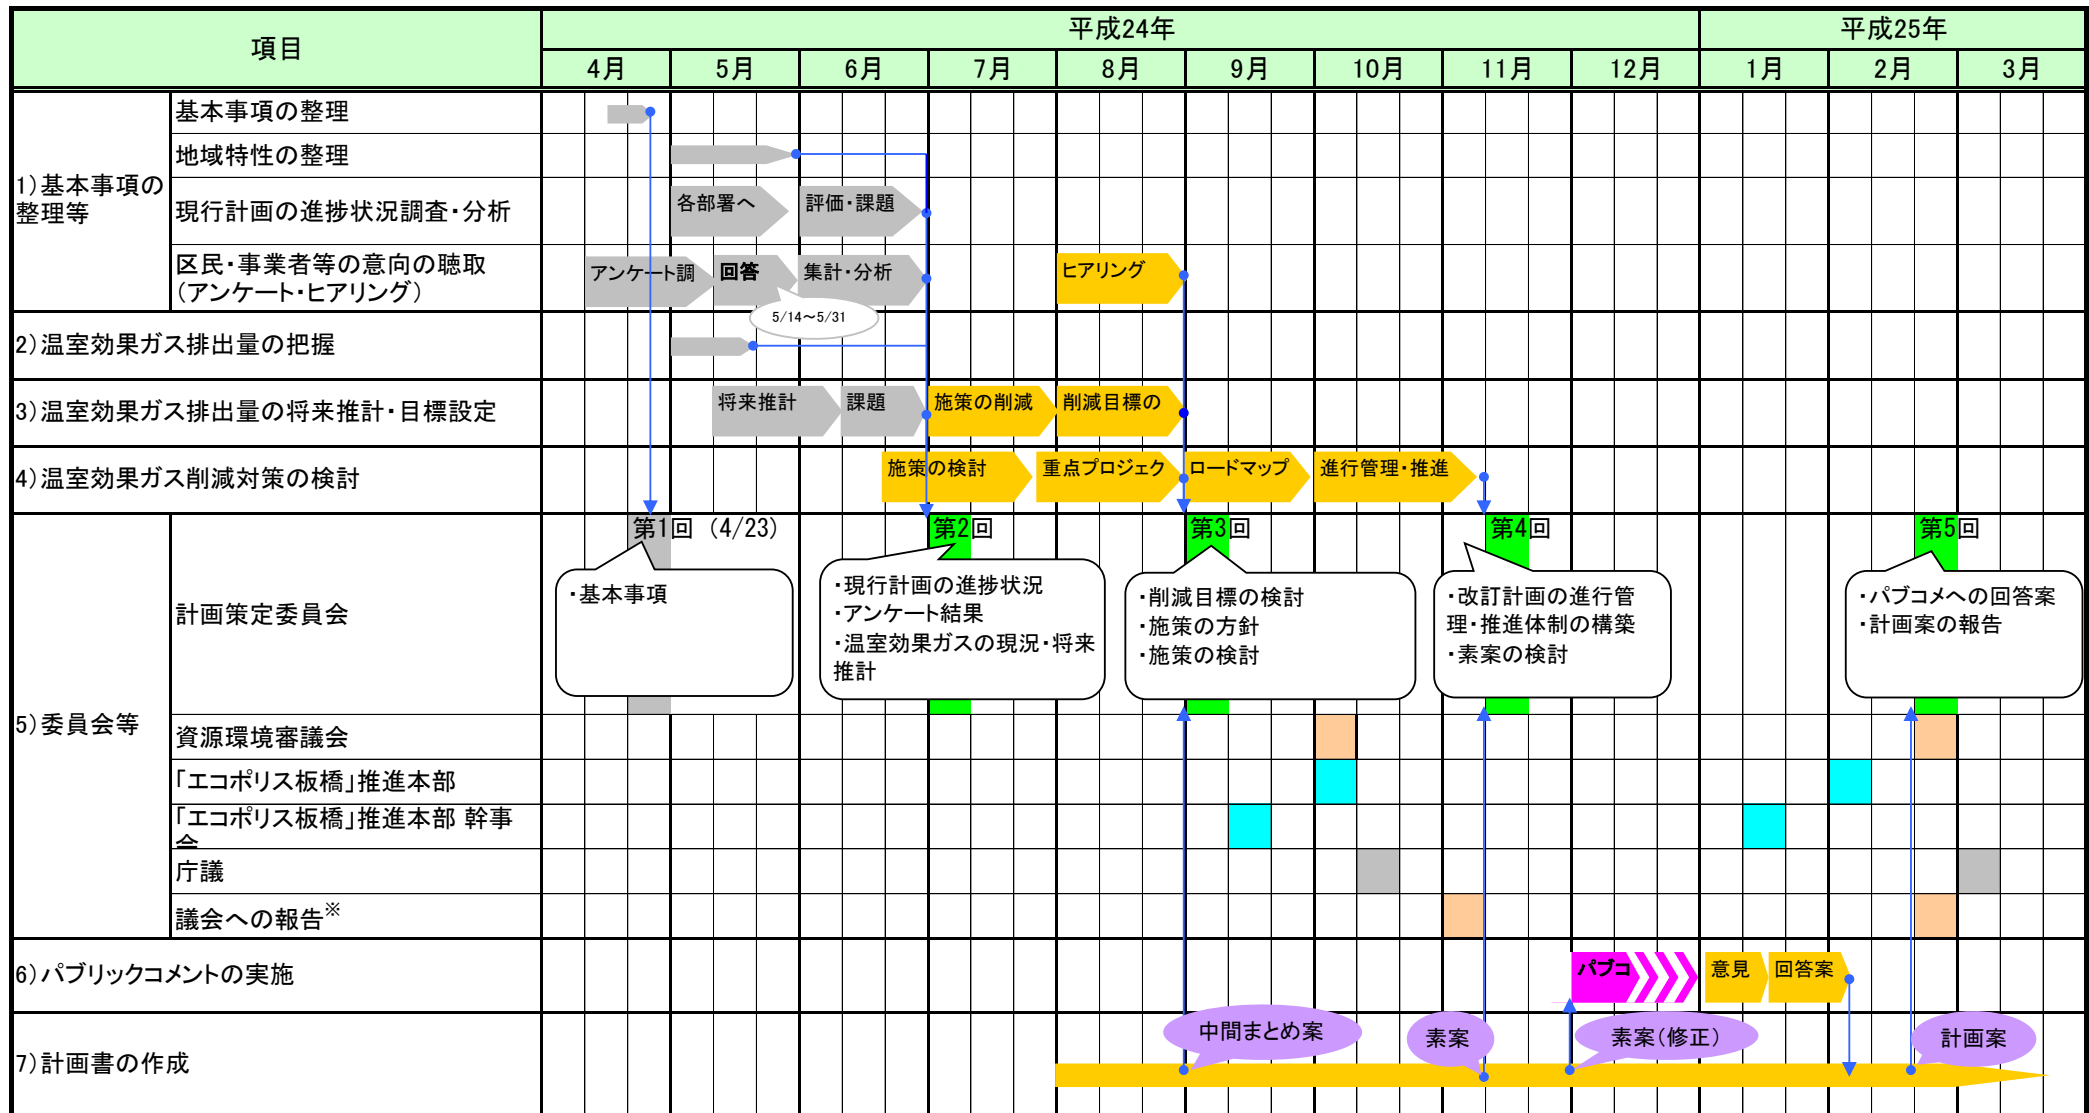 項目
平成24年
平成25年
4月
5月
6月
7月
8月
9月
10月
11月
12月
1月
2月
3月
1)基本事項の
整理等
基本事項の整理
地域特性の整理
現行計画の進捗状況調査・分析
各部署へ
評価・課題
区民・事業者等の意向の聴取
(アンケート・ヒアリング)
アンケート調
回答
集計・分析
ヒアリング
5/14～5/31
2)温室効果ガス排出量の把握
3)温室効果ガス排出量の将来推計・目標設定
将来推計
課題
施策の削減
削減目標の
4)温室効果ガス削減対策の検討
施策の検討
重点プロジェク
ロードマップ
進行管理・推進
5)委員会等
計画策定委員会
第1回 (4/23)
・基本事項
第2回
・現行計画の進捗状況
・アンケート結果
・温室効果ガスの現況・将来
推計
第3回
・削減目標の検討
・施策の方針
・施策の検討
第4回
・改訂計画の進行管
理・推進体制の構築
・素案の検討
第5回
・パブコメへの回答案
・計画案の報告
資源環境審議会
「エコポリス板橋」推進本部
「エコポリス板橋」推進本部 幹事
会
庁議
議会への報告※
6)パブリックコメントの実施
パブコ
意見
回答案
7)計画書の作成
中間まとめ案
素案
素案(修正)
計画案